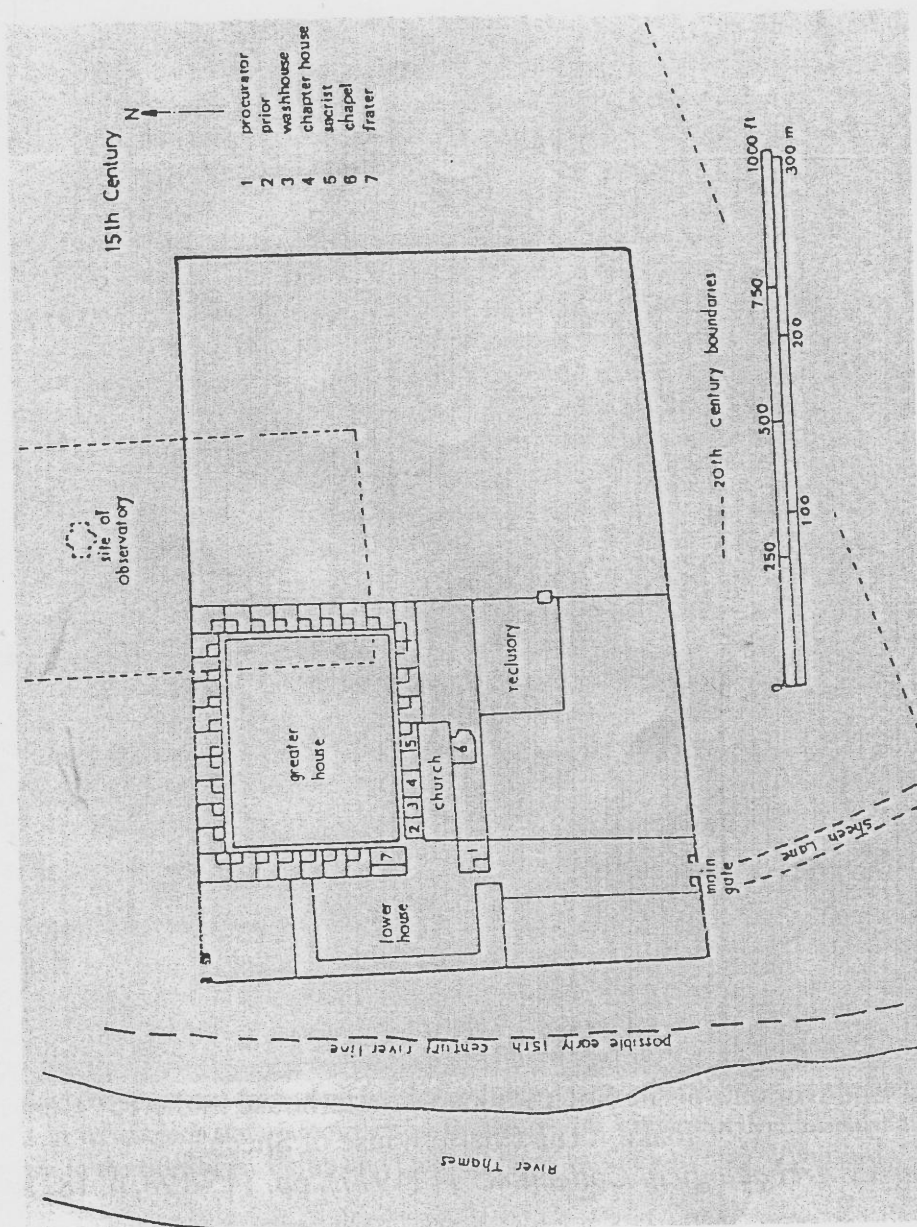 15th Century
N
1 procurator
2 prior
3 washhouse
4 chapter house
5 sacrist
6 chapel
7 frater
site of
observatory
greater
house
7
2 3 4 5
church
6
1
reclusory
lower
house
main
gate
Sheen Lane
20th century boundaries
0 250 500 750 1000 ft
100 200 300 m
possible early 15th century river line
River Thames